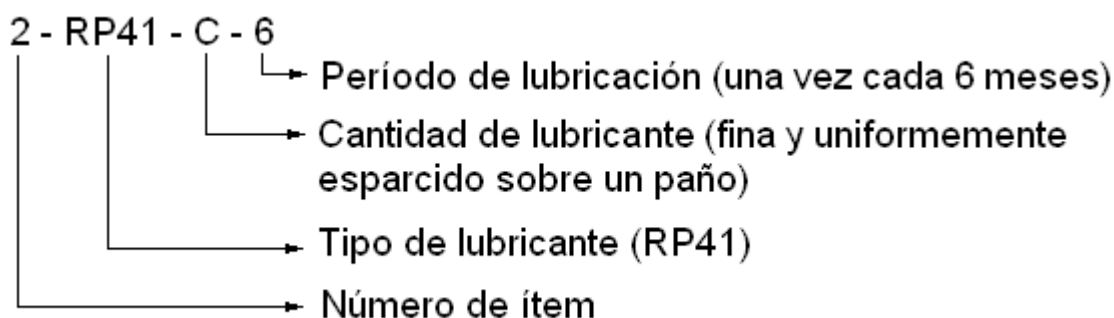 2 - RP41 - C - 6
Período de lubricación (una vez cada 6 meses)
Cantidad de lubricante (fina y uniformemente
esparcido sobre un paño)
Tipo de lubricante (RP41)
Número de ítem